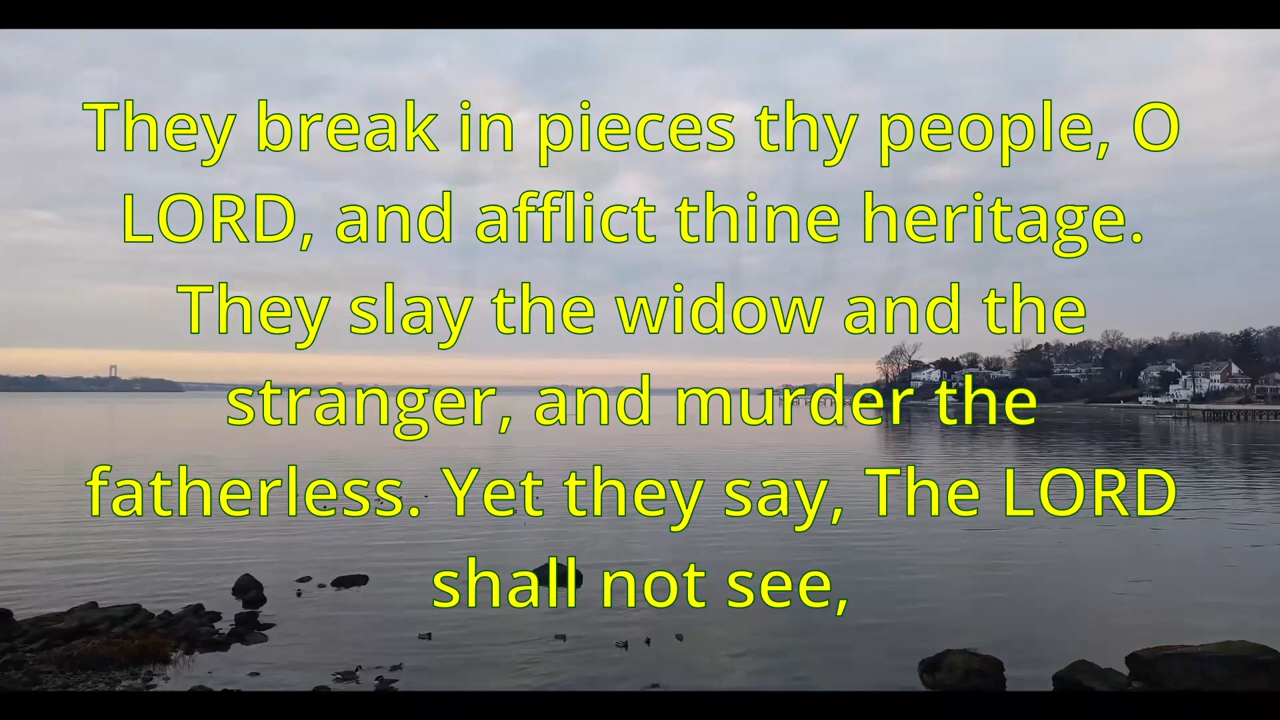 They break in pieces thy people, O
LORD, and afflict thine heritage.
They slay the widow and the
stranger, and murder the
fatherless. Yet they say, The LORD
shall not see,